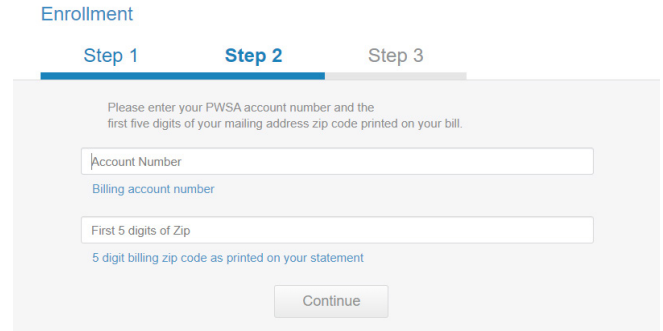 Enrollment
Step 1 Step 2 Step 3
Please enter your PWSA account number and the
first five digits of your mailing address zip code printed on your bill.
Account Number
Billing account number
First 5 digits of Zip
5 digit billing zip code as printed on your statement
Continue